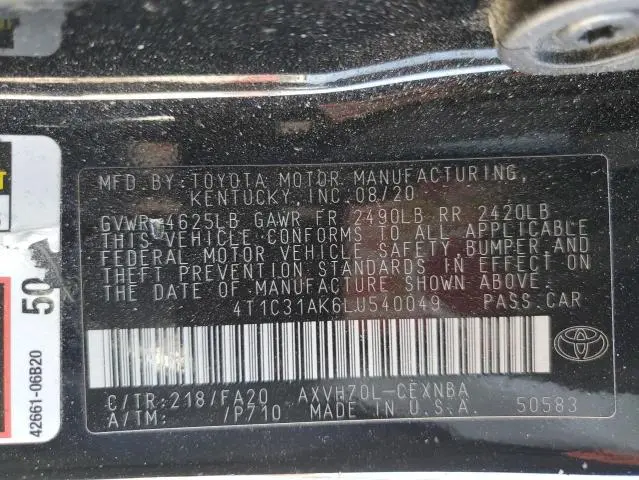 MFD. BY: TOYOTA MOTOR MANUFACTURING,
KENTUCKY, INC. 08/20
GVWR 4625LB GAWR FR 2490LB RR 2420LB
THIS VEHICLE CONFORMS TO ALL APPLICABLE
FEDERAL MOTOR VEHICLE SAFETY, BUMPER AND
THEFT PREVENTION STANDARDS IN EFFECT ON
THE DATE OF MANUFACTURE SHOWN ABOVE.
4T1C31AK6LU540049 PASS.CAR
C/TR:218/FA20 AXVH70L-CEXNBA
A/TM: /P710 MADE IN U.S.A. 50583
50
42661-06B20